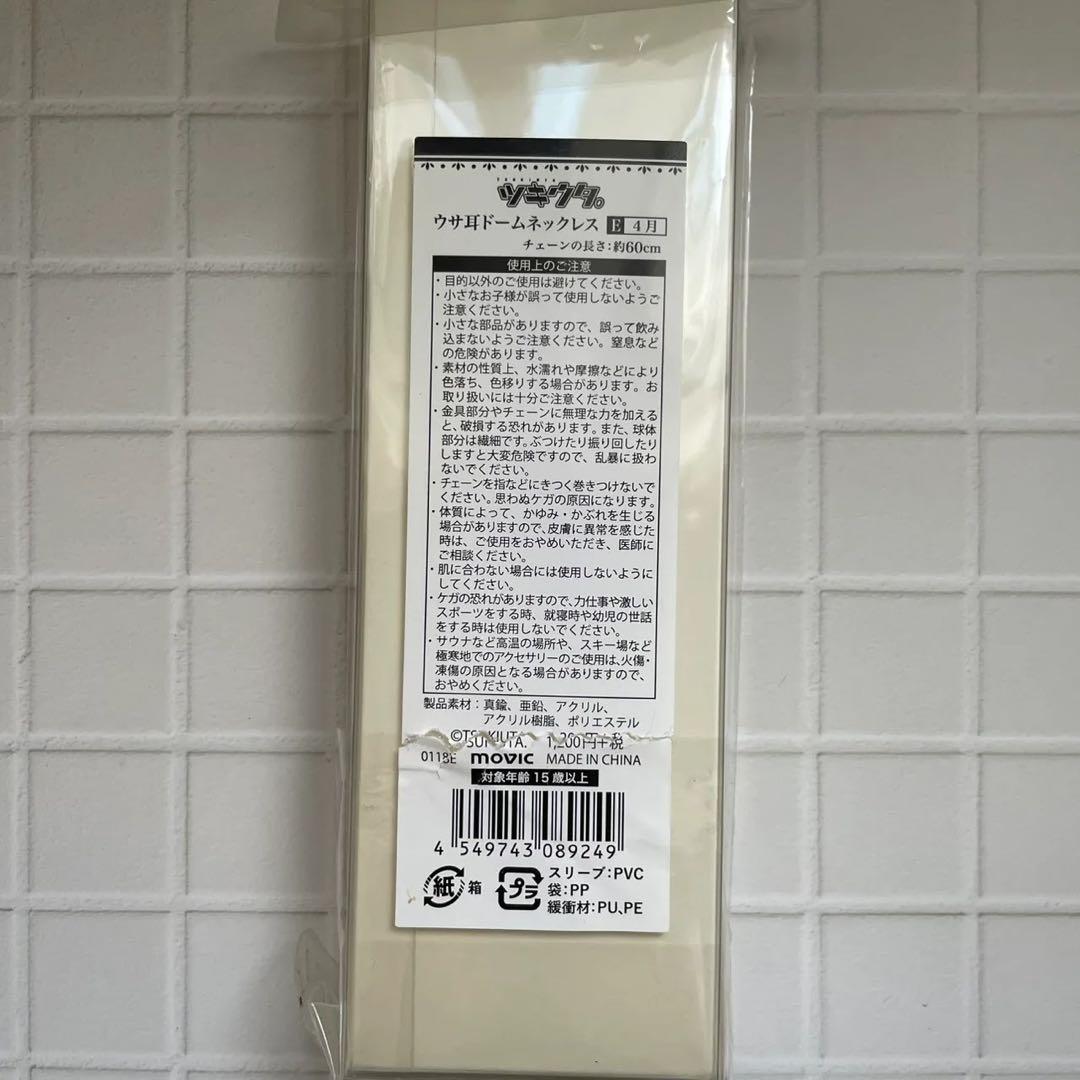 TSUKIUTA
ツキウタ。
ウサ耳ドームネックレス E 4月
チェーンの長さ:約60cm
使用上のご注意
・目的以外のご使用は避けてください。
・小さなお子様が誤って使用しないようご
注意ください。
・小さな部品がありますので、誤って飲み
込まないようご注意ください。窒息など
の危険があります。
・素材の性質上、水濡れや摩擦などにより
色落ち、色移りする場合があります。お
取り扱いには十分ご注意ください。
・金具部分やチェーンに無理な力を加える
と、破損する恐れがあります。また、球体
部分は繊細です。ぶつけたり振り回したり
しますと大変危険ですので、乱暴に扱わ
ないでください。
・チェーンを指などにきつく巻きつけないで
ください。思わぬケガの原因になります。
・体質によって、かゆみ・かぶれを生じる
場合がありますので、皮膚に異常を感じた
時は、ご使用をおやめいただき、医師に
ご相談ください。
・肌に合わない場合には使用しないように
してください。
・ケガの恐れがありますので、力仕事や激しい
スポーツをする時、就寝時や幼児の世話
をする時は使用しないでください。
・サウナなど高温の場所や、スキー場など
極寒地でのアクセサリーのご使用は、火傷・
凍傷の原因となる場合がありますので、
おやめください。
製品素材:真鍮、亜鉛、アクリル、
アクリル樹脂、ポリエステル
©TSUKIUTA. 1,200円+税
0118E movic MADE IN CHINA
対象年齢15歳以上
4 549743 089249
紙 箱
プラ スリーブ:PVC
袋:PP
緩衝材:PU、PE